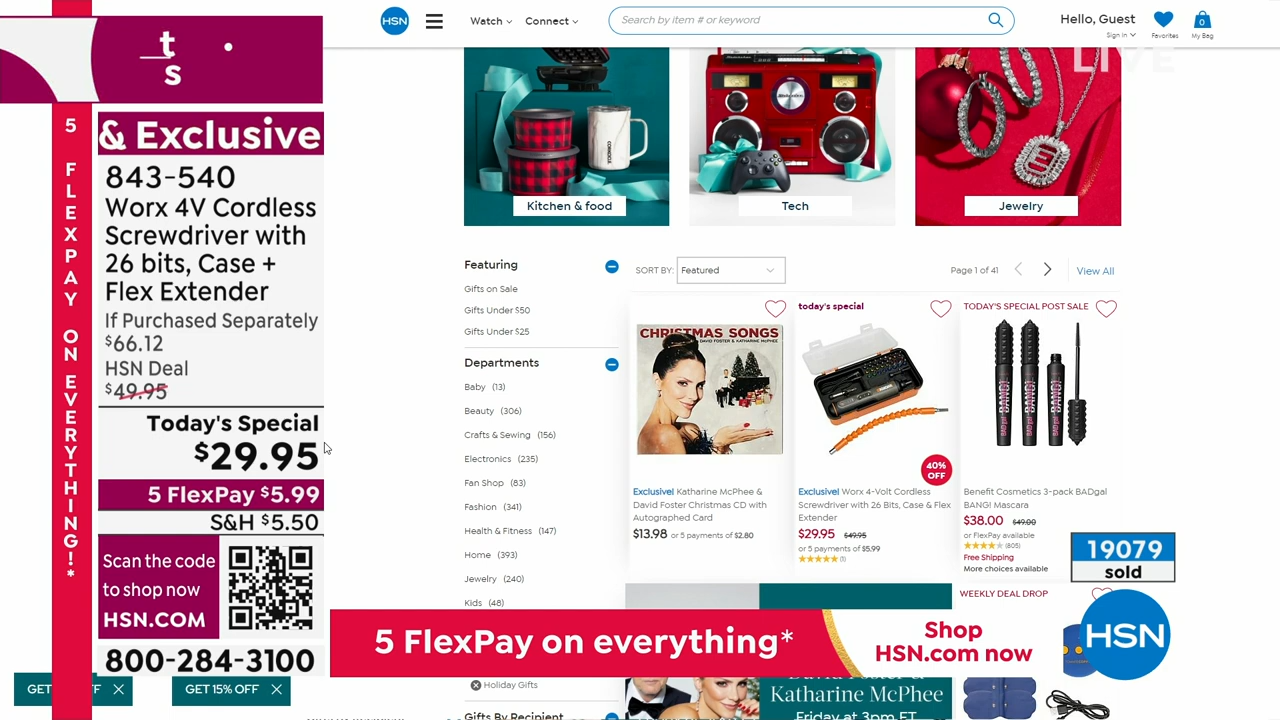 t
s
5 FLEXPAY ON EVERYTHING!*
& Exclusive
843-540
Worx 4V Cordless
Screwdriver with
26 bits, Case +
Flex Extender
If Purchased Separately
$66.12
HSN Deal
$49.95
Today's Special
$29.95
5 FlexPay $5.99
S&H $5.50
Scan the code
to shop now
HSN.COM
800-284-3100
GET
FF
GET 15% OFF
HSN
Watch
Connect
Search by item # or keyword
Hello, Guest
Sign In
Favorites
0
My Bag
LIVE
Kitchen & food
Tech
Jewelry
Featuring
Gifts on Sale
Gifts Under $50
Gifts Under $25
Departments
Baby (13)
Beauty (306)
Crafts & Sewing (156)
Electronics (235)
Fan Shop (83)
Fashion (341)
Health & Fitness (147)
Home (393)
Jewelry (240)
Kids (48)
Holiday Gifts
Gifts By Recipient
SORT BY: Featured
Page 1 of 41
View All
CHRISTMAS SONGS
DAVID FOSTER & KATHARINE McPHEE
Exclusive! Katharine McPhee &
David Foster Christmas CD with
Autographed Card
$13.98 or 5 payments of $2.80
today's special
40%
OFF
Exclusive! Worx 4-Volt Cordless
Screwdriver with 26 Bits, Case & Flex
Extender
$29.95 $49.95
or 5 payments of $5.99
(1)
TODAY'S SPECIAL POST SALE
BANG!
BANG!
BANG!
Benefit Cosmetics 3-pack BADgal
BANG! Mascara
$38.00 $49.00
or FlexPay available
(805)
Free Shipping
More choices available
WEEKLY DEAL DROP
19079
sold
5 FlexPay on everything*
Shop
HSN.com now
HSN
David Foster &
Katharine McPhee
Friday at 3pm ET